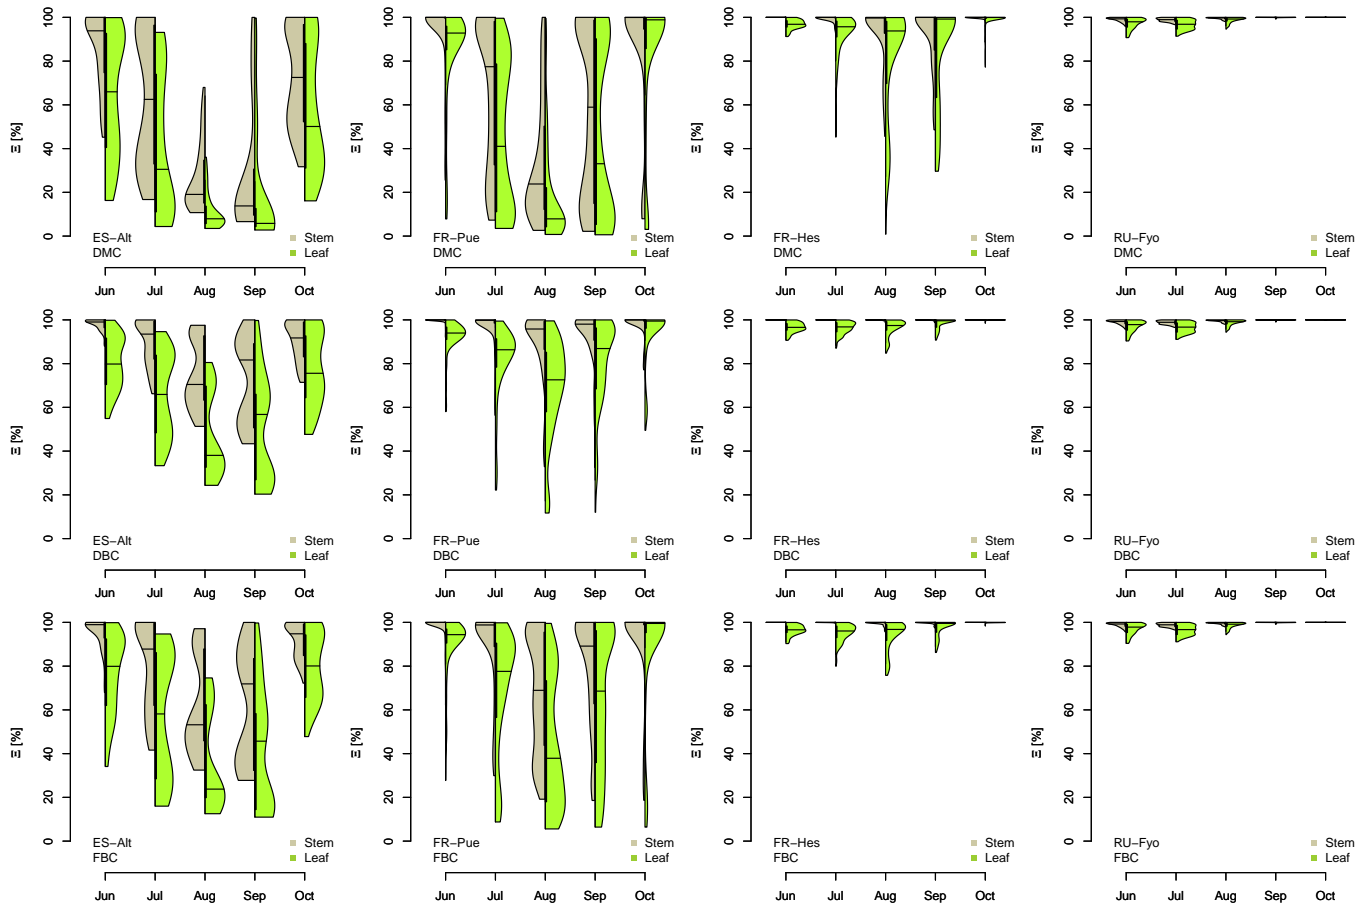 Ξ [%]
0 20 40 60 80 100
ES−Alt Stem
DMC Leaf
Jun Jul Aug Sep Oct
Ξ [%]
0 20 40 60 80 100
FR−Pue Stem
DMC Leaf
Jun Jul Aug Sep Oct
Ξ [%]
0 20 40 60 80 100
FR−Hes Stem
DMC Leaf
Jun Jul Aug Sep Oct
Ξ [%]
0 20 40 60 80 100
RU−Fyo Stem
DMC Leaf
Jun Jul Aug Sep Oct
Ξ [%]
0 20 40 60 80 100
ES−Alt Stem
DBC Leaf
Jun Jul Aug Sep Oct
Ξ [%]
0 20 40 60 80 100
FR−Pue Stem
DBC Leaf
Jun Jul Aug Sep Oct
Ξ [%]
0 20 40 60 80 100
FR−Hes Stem
DBC Leaf
Jun Jul Aug Sep Oct
Ξ [%]
0 20 40 60 80 100
RU−Fyo Stem
DBC Leaf
Jun Jul Aug Sep Oct
Ξ [%]
0 20 40 60 80 100
ES−Alt Stem
FBC Leaf
Jun Jul Aug Sep Oct
Ξ [%]
0 20 40 60 80 100
FR−Pue Stem
FBC Leaf
Jun Jul Aug Sep Oct
Ξ [%]
0 20 40 60 80 100
FR−Hes Stem
FBC Leaf
Jun Jul Aug Sep Oct
Ξ [%]
0 20 40 60 80 100
RU−Fyo Stem
FBC Leaf
Jun Jul Aug Sep Oct